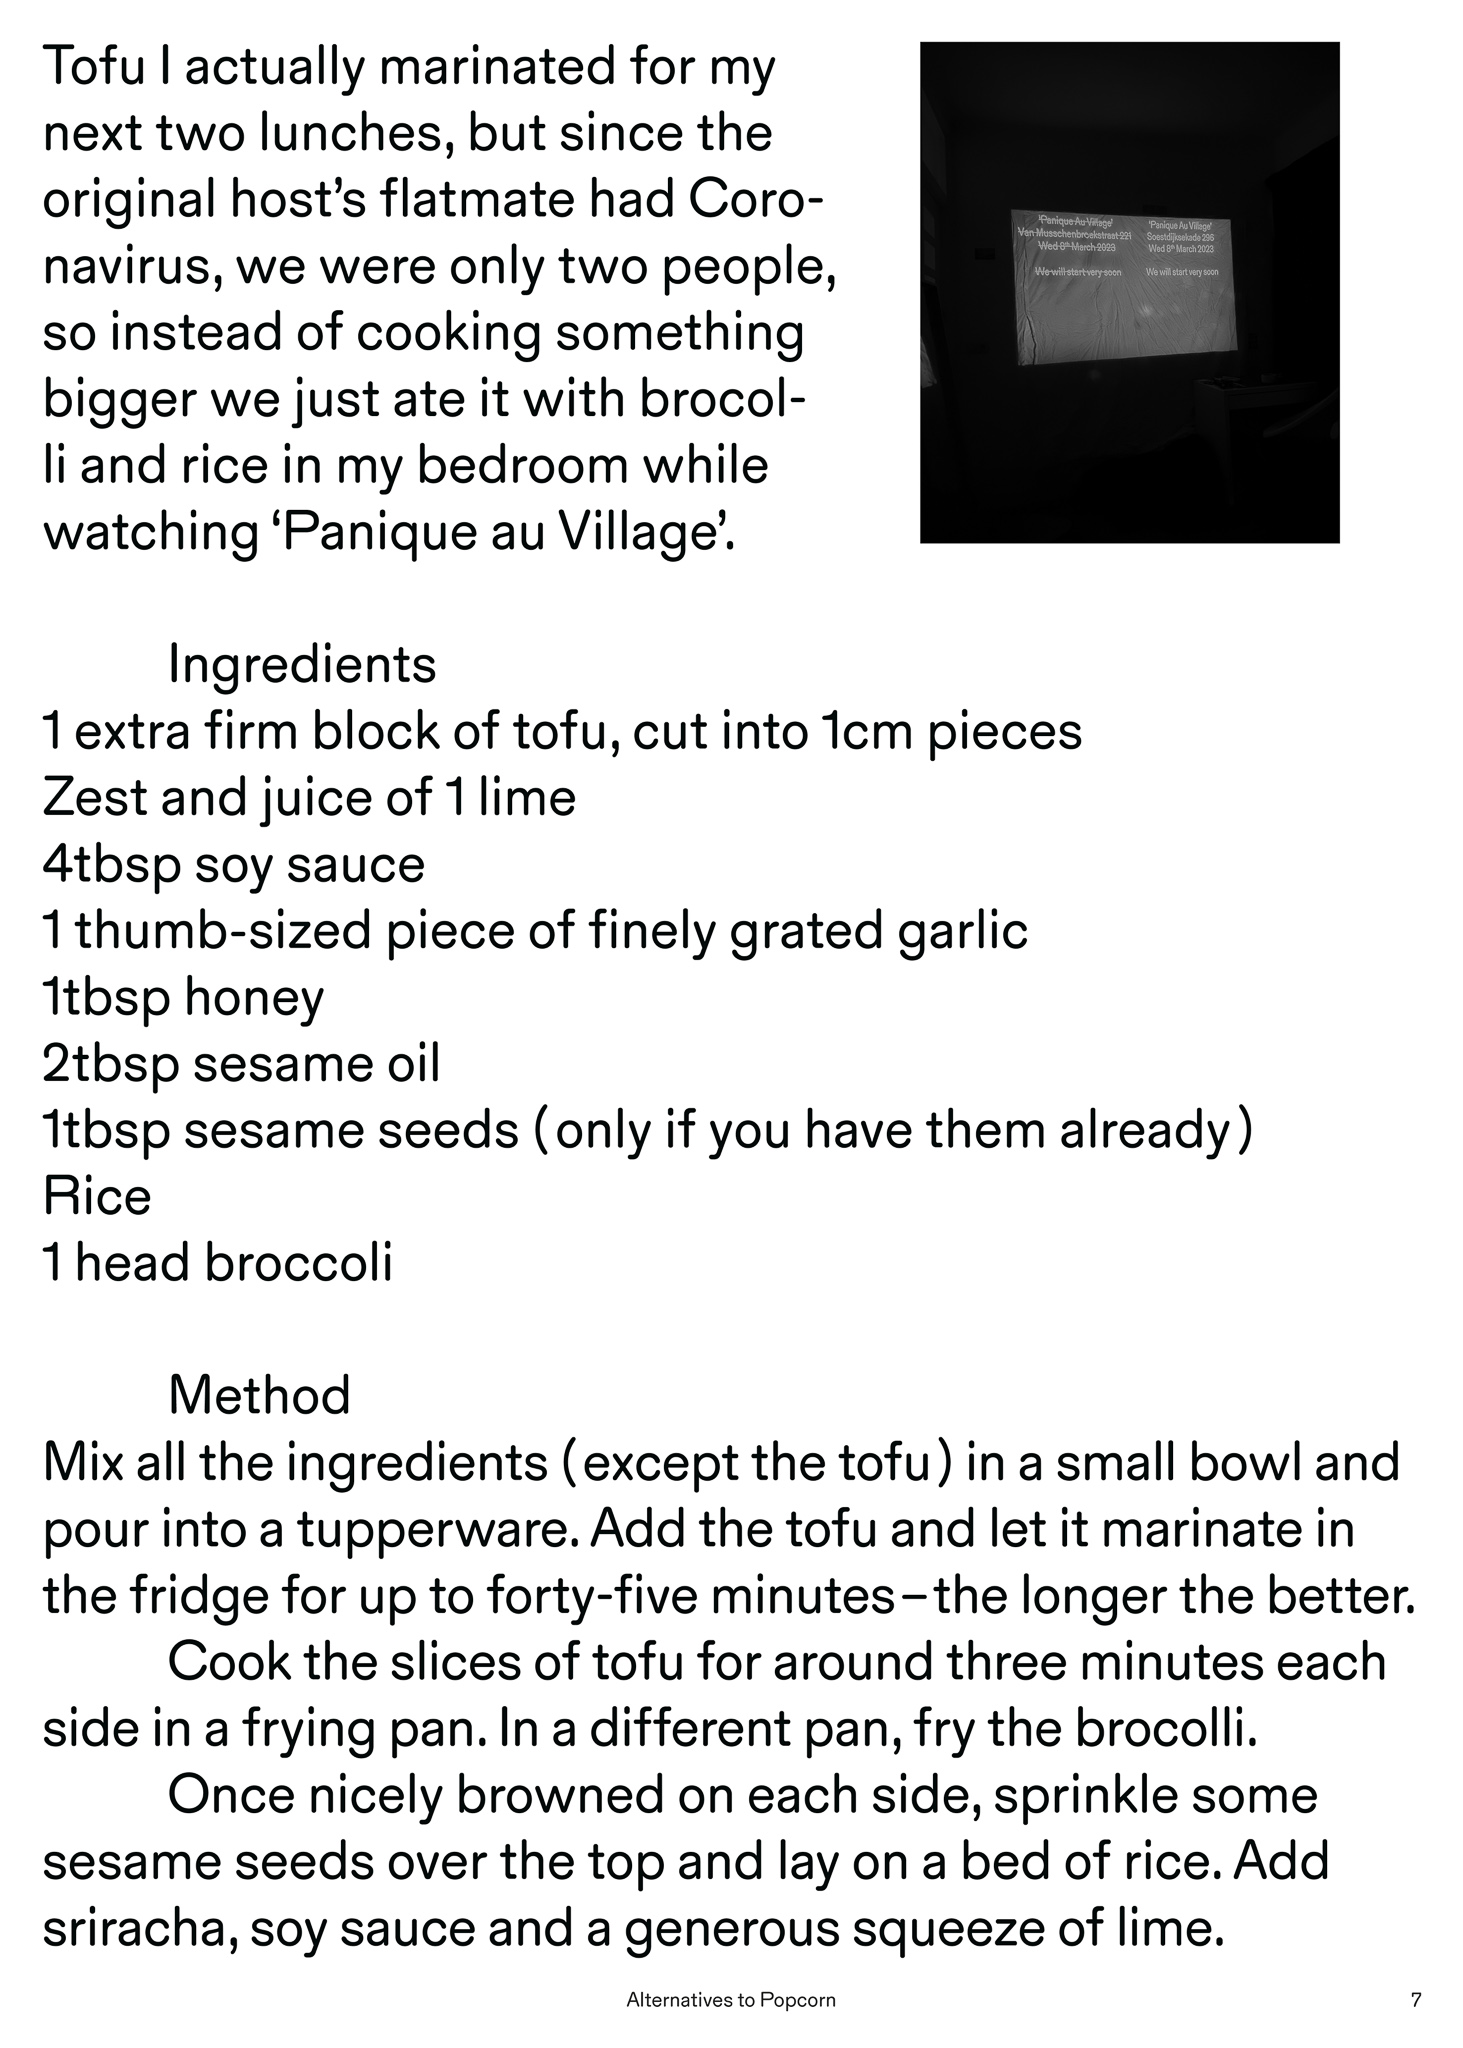 Tofu I actually marinated for my
next two lunches, but since the
original host’s flatmate had Coro-
navirus, we were only two people,
so instead of cooking something
bigger we just ate it with brocol-
li and rice in my bedroom while
watching ‘Panique au Village’.
‘Panique Au Village’
Van Musschenbroekstraat 221
Wed 8th March 2023
We will start very soon
‘Panique Au Village’
Soestdijksekade 296
Wed 8th March 2023
We will start very soon
Ingredients
1 extra firm block of tofu, cut into 1cm pieces
Zest and juice of 1 lime
4tbsp soy sauce
1 thumb-sized piece of finely grated garlic
1tbsp honey
2tbsp sesame oil
1tbsp sesame seeds (only if you have them already)
Rice
1 head broccoli
Method
Mix all the ingredients (except the tofu) in a small bowl and
pour into a tupperware. Add the tofu and let it marinate in
the fridge for up to forty-five minutes – the longer the better.
Cook the slices of tofu for around three minutes each
side in a frying pan. In a different pan, fry the brocolli.
Once nicely browned on each side, sprinkle some
sesame seeds over the top and lay on a bed of rice. Add
sriracha, soy sauce and a generous squeeze of lime.
Alternatives to Popcorn
7